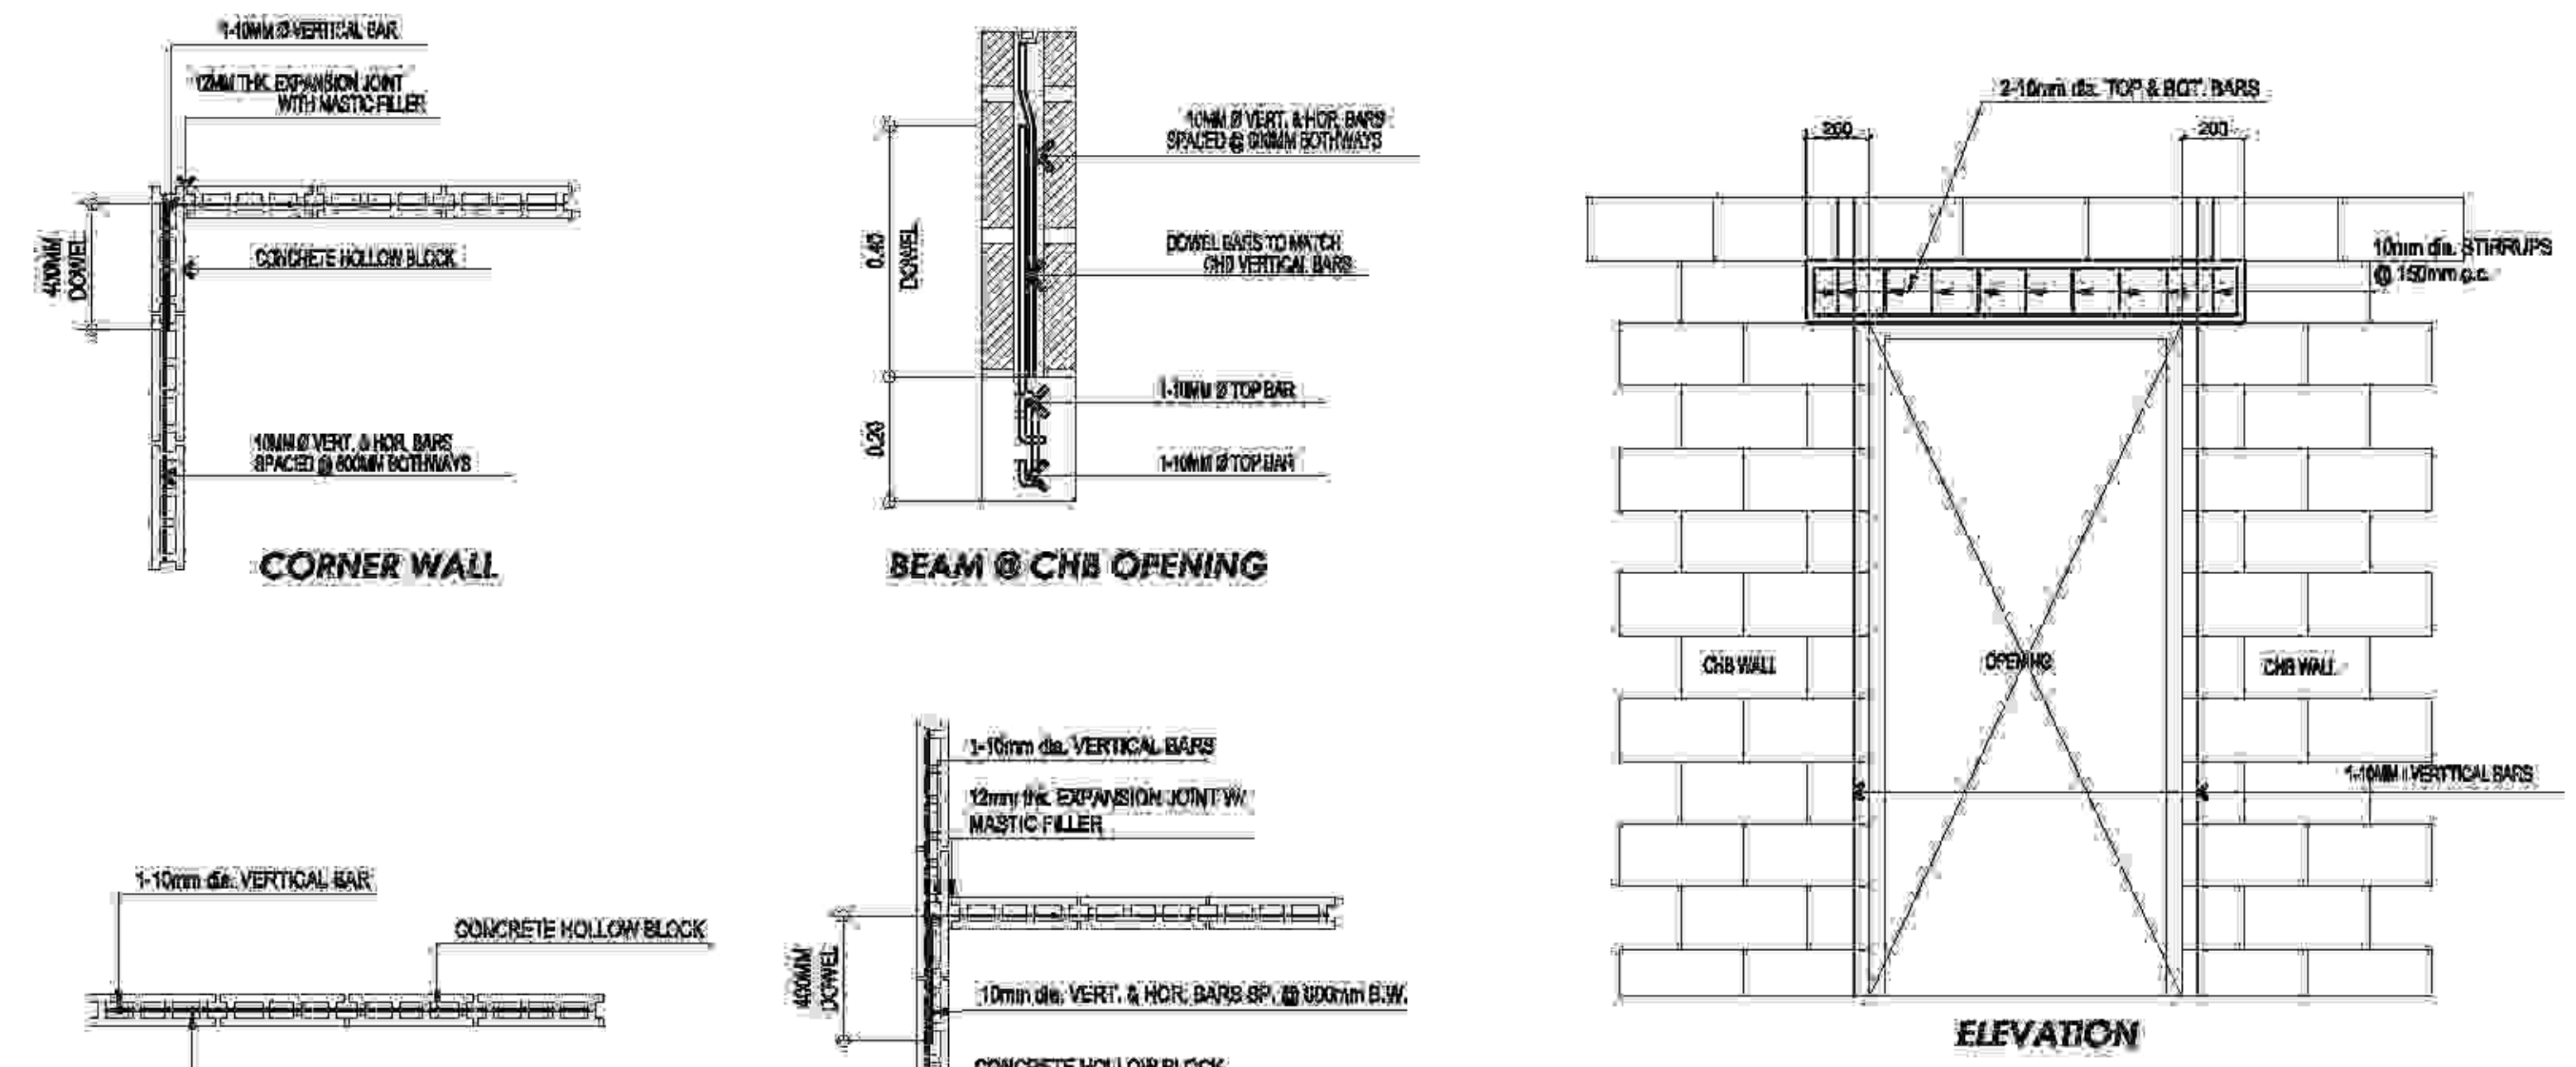 1-10MM Ø VERTICAL BAR
12MM THK. EXPANSION JOINT
WITH MASTIC FILLER
400MM
DOWEL
CONCRETE HOLLOW BLOCK
10MM Ø VERT. & HOR. BARS
SPACED @ 600MM BOTHWAYS
CORNER WALL
10MM Ø VERT. & HOR. BARS
SPACED @ 600MM BOTHWAYS
0.40
DOWEL
DOWEL BARS TO MATCH
CHB VERTICAL BARS
1-10MM Ø TOP BAR
0.20
1-10MM Ø TOP BAR
BEAM @ CHB OPENING
2-10mm dia. TOP & BOT. BARS
200
200
10mm dia. STIRRUPS
@ 150mm o.c.
CHB WALL
OPENING
CHB WALL
1-10MM VERTTICAL BARS
ELEVATION
1-10mm dia. VERTICAL BAR
CONCRETE HOLLOW BLOCK
1-10mm dia. VERTICAL BARS
12mm thk. EXPANSION JOINT W/
MASTIC FILLER
400MM
DOWEL
10mm dia. VERT. & HOR. BARS SP. @ 600mm B.W.
CONCRETE HOLLOW BLOCK